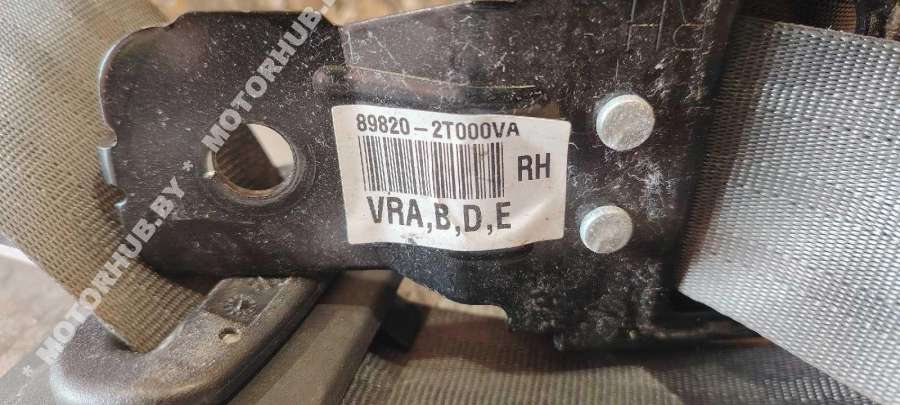 89820-2T000VA
RH
VRA,B,D,E
* MOTORHUB.BY * MOTORHUB.BY